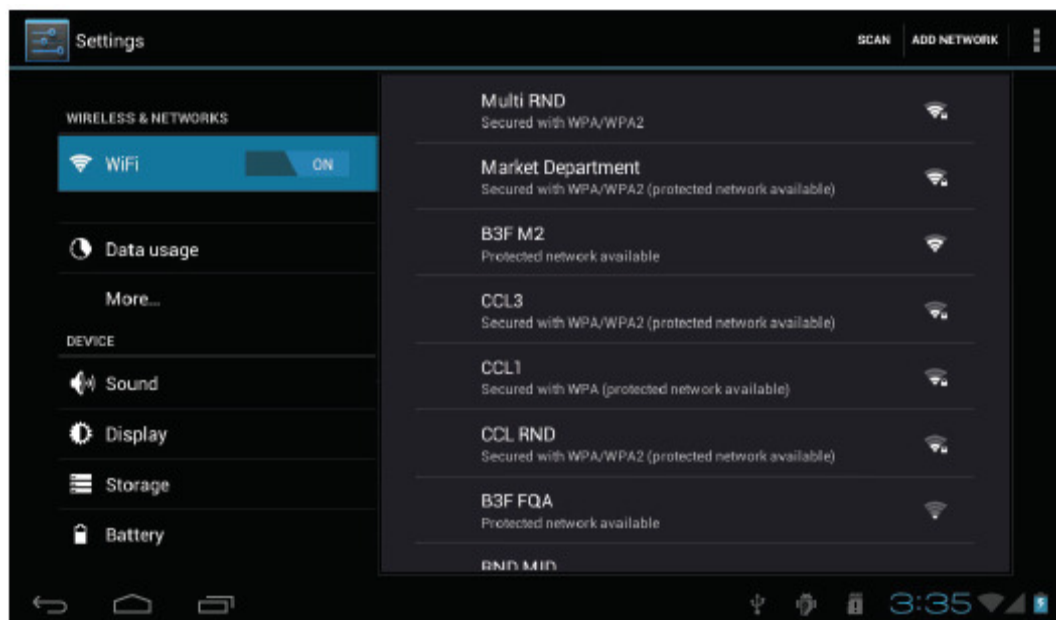 Settings
SCAN
ADD NETWORK
WIRELESS & NETWORKS
WiFi
ON
Data usage
More...
DEVICE
Sound
Display
Storage
Battery
Multi RND
Secured with WPA/WPA2
Market Department
Secured with WPA/WPA2 (protected network available)
B3F M2
Protected network available
CCL3
Secured with WPA/WPA2 (protected network available)
CCL1
Secured with WPA (protected network available)
CCL RND
Secured with WPA/WPA2 (protected network available)
B3F FQA
Protected network available
RND MID
3:35